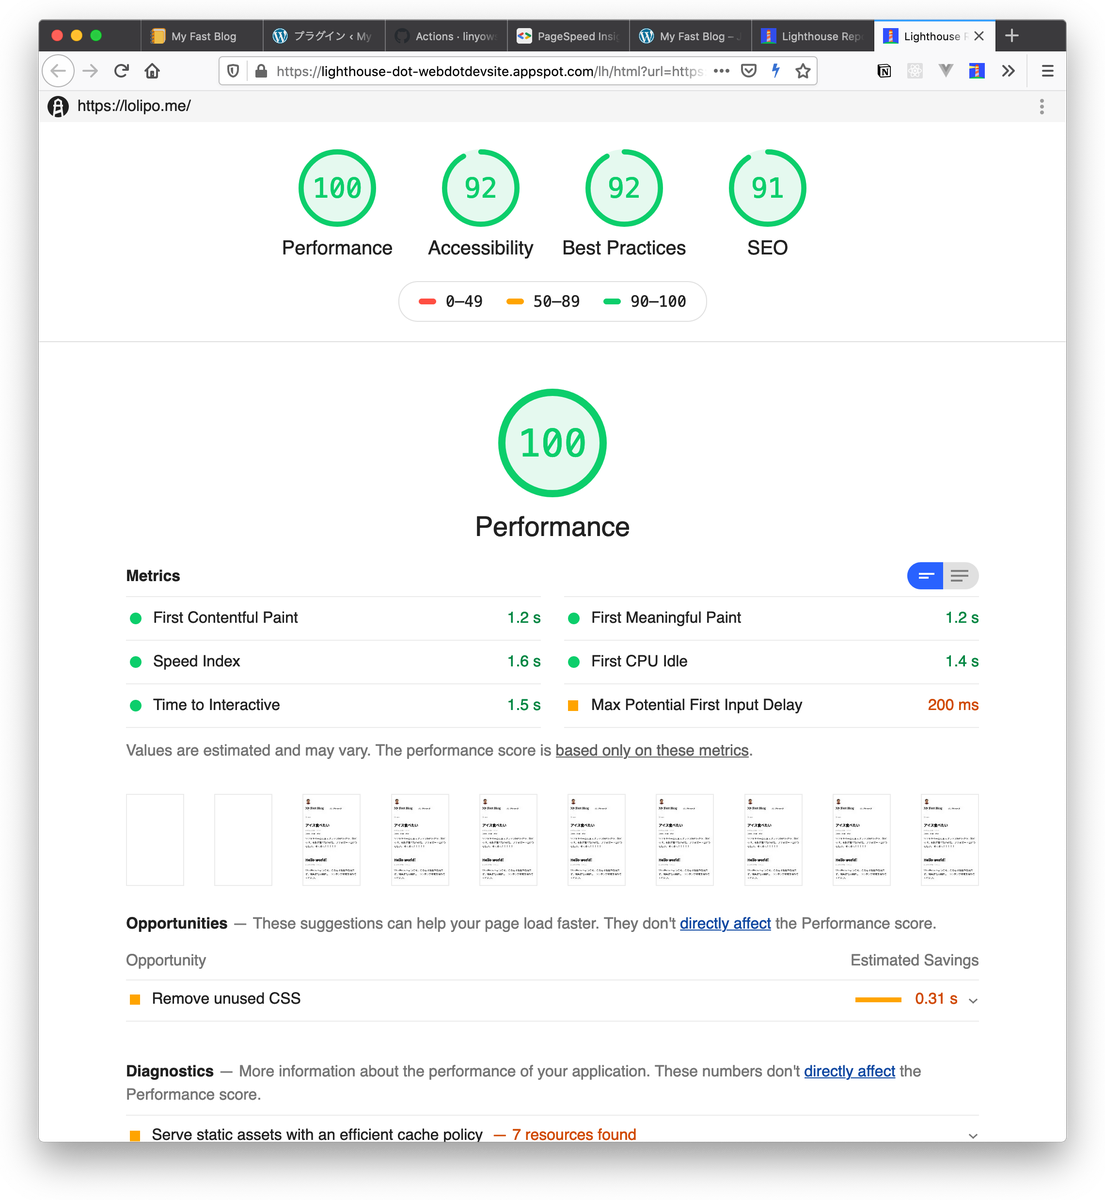 My Fast Blog
プラグイン ‹ My
Actions · linyow
PageSpeed Insi
My Fast Blog –
Lighthouse Rep
Lighthouse R
https://lighthouse-dot-webdotdevsite.appspot.com/lh/html?url=https
https://lolipo.me/
100
92
92
91
Performance
Accessibility
Best Practices
SEO
0–49
50–89
90–100
100
Performance
Metrics
First Contentful Paint 1.2 s
First Meaningful Paint 1.2 s
Speed Index 1.6 s
First CPU Idle 1.4 s
Time to Interactive 1.5 s
Max Potential First Input Delay 200 ms
Values are estimated and may vary. The performance score is based only on these metrics.
Opportunities — These suggestions can help your page load faster. They don't directly affect the Performance score.
Opportunity Estimated Savings
Remove unused CSS 0.31 s
Diagnostics — More information about the performance of your application. These numbers don't directly affect the
Performance score.
Serve static assets with an efficient cache policy — 7 resources found